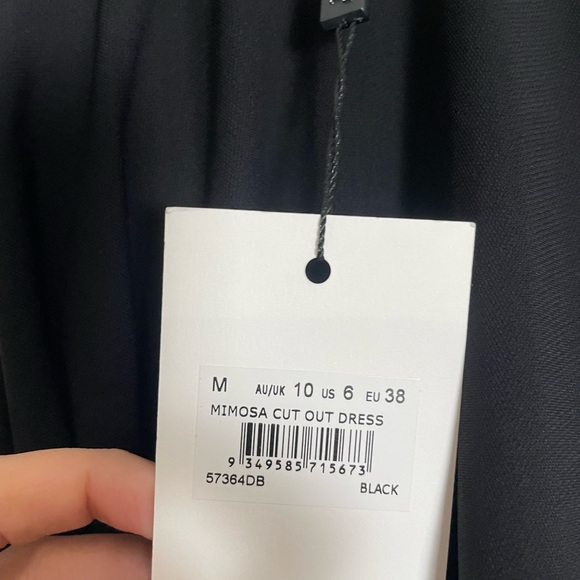 M AU/UK 10 US 6 EU 38
MIMOSA CUT OUT DRESS
9 349585 715673
57364DB BLACK